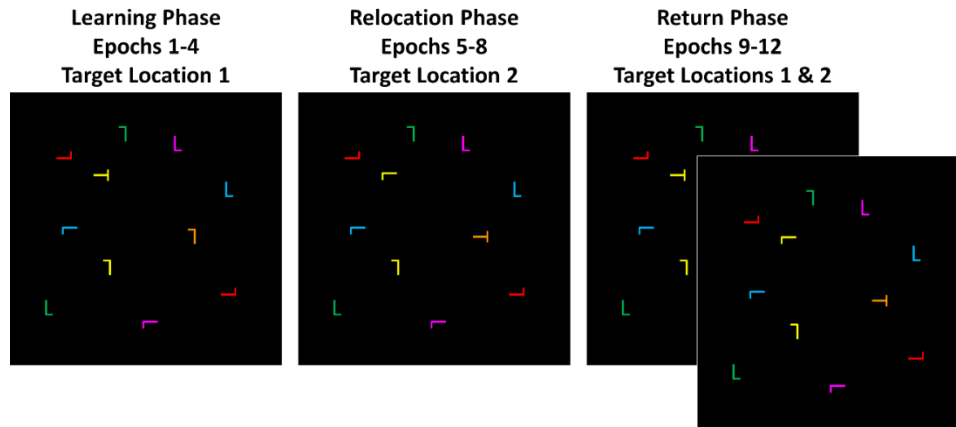 Learning Phase
Epochs 1-4
Target Location 1
Relocation Phase
Epochs 5-8
Target Location 2
Return Phase
Epochs 9-12
Target Locations 1 & 2